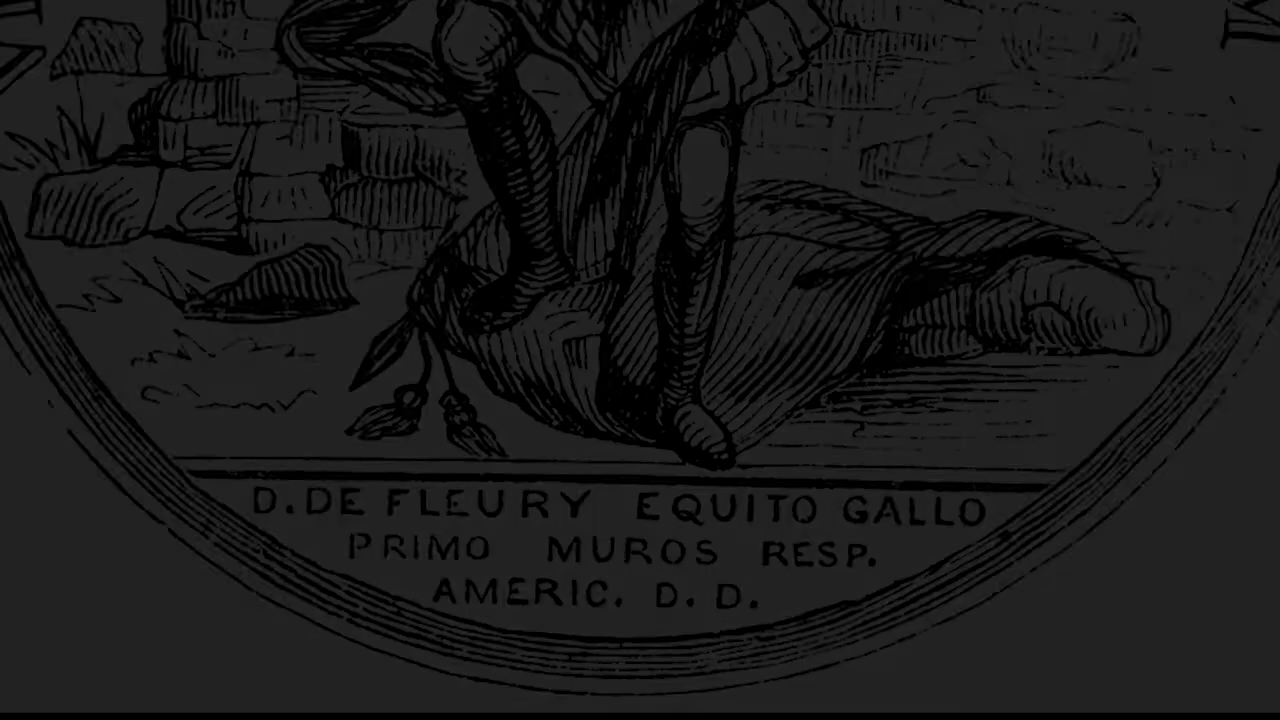 D. DE FLEURY EQUITO GALLO
PRIMO MUROS RESP.
AMERIC. D. D.